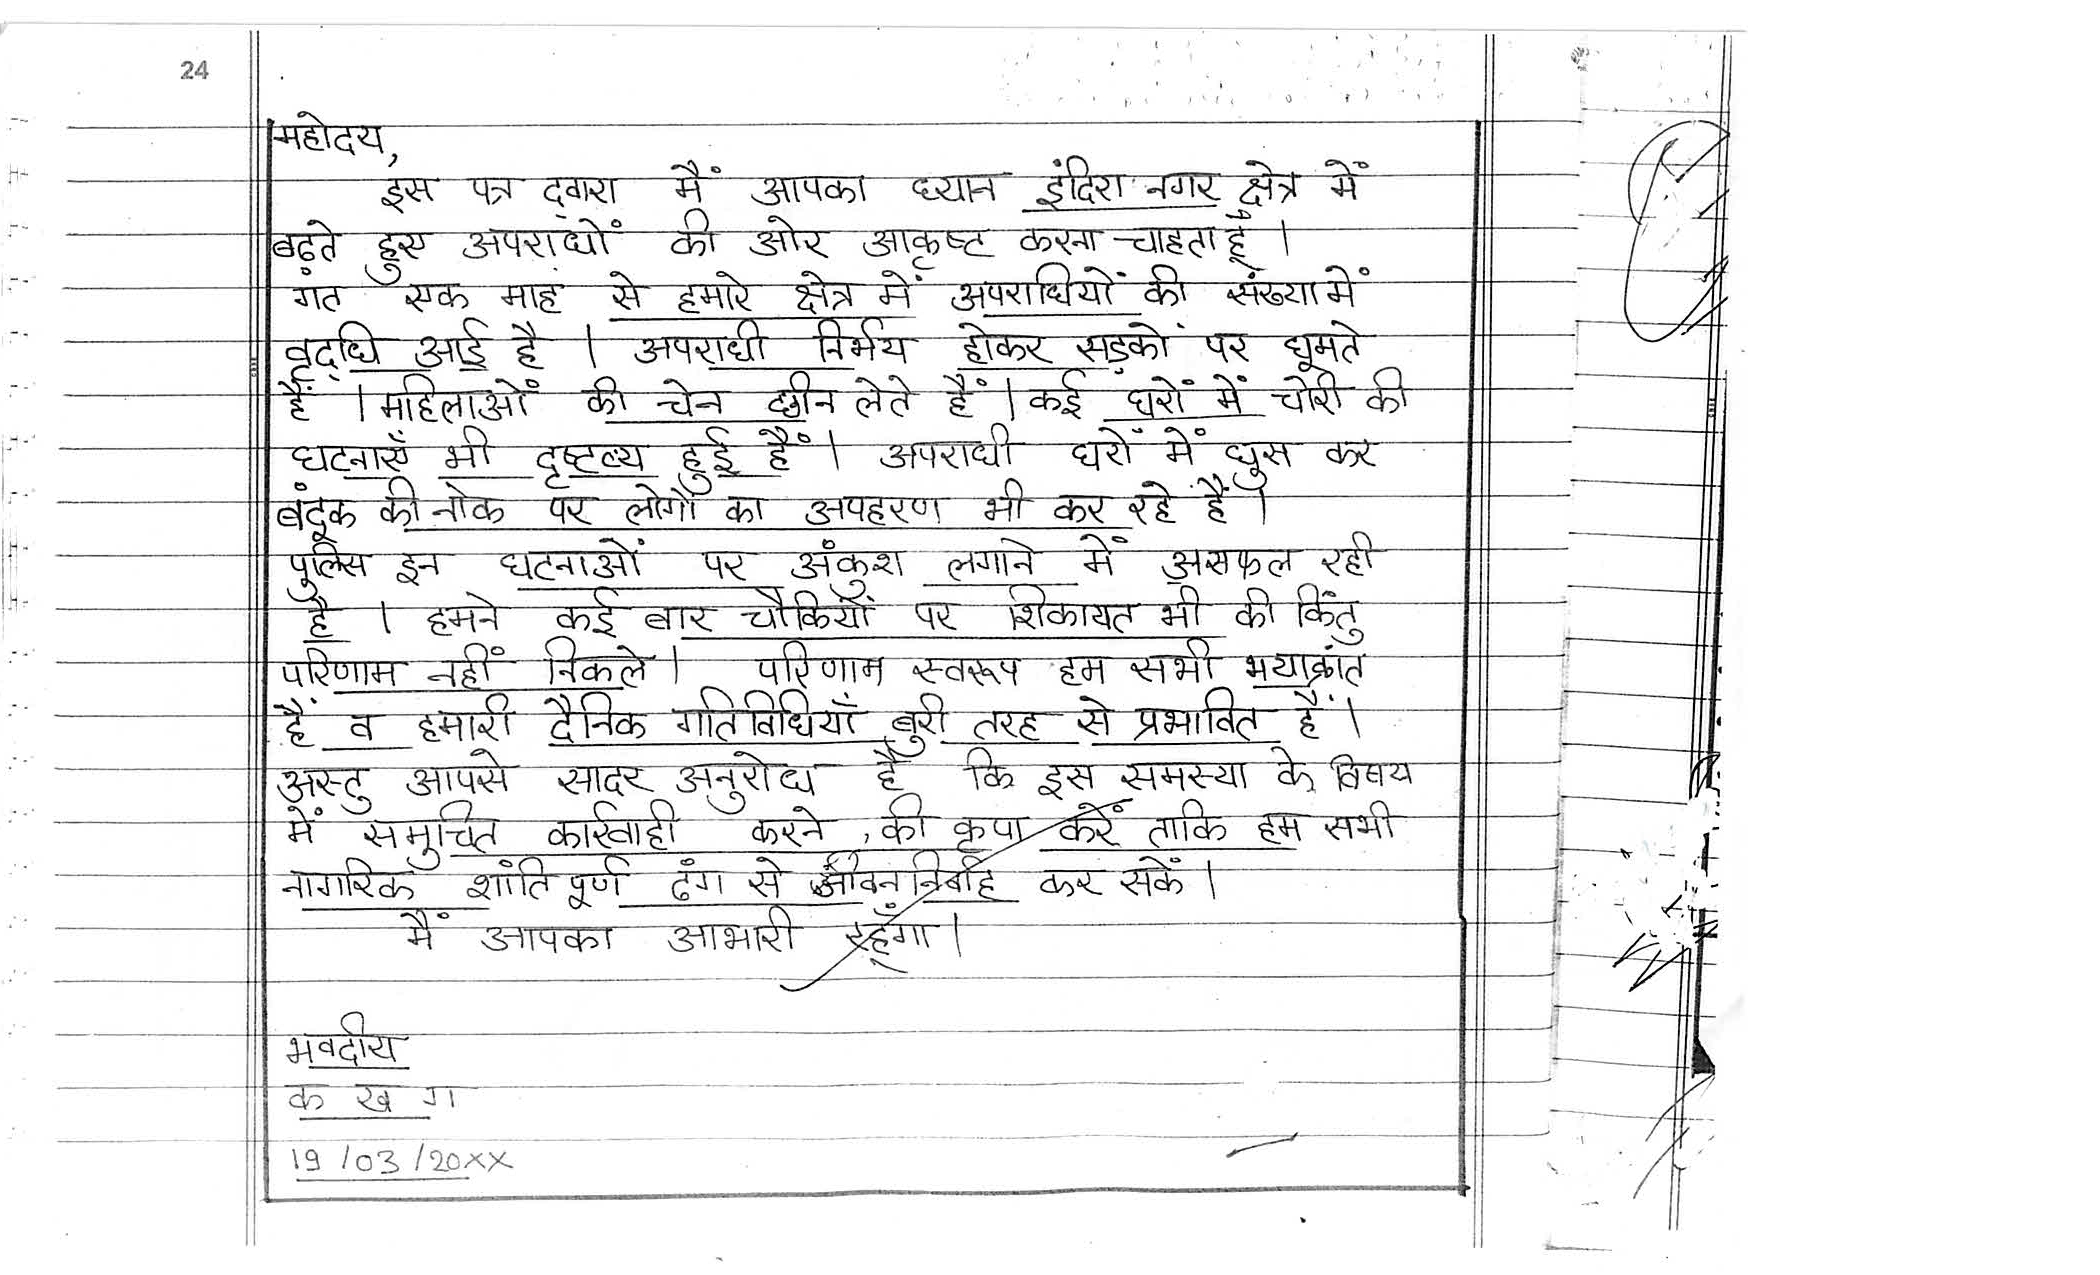 24
महोदय,
इस पत्र द्वारा मैं आपका ध्यान इंदिरा नगर क्षेत्र में
बढ़ते हुए अपराधों की ओर आकृष्ट करना चाहता हूँ ।
गत एक माह से हमारे क्षेत्र में अपराधियों की संख्या में
वृद्धि आई है । अपराधी निर्भय होकर सड़कों पर घूमते
हैं । महिलाओं की चेन छीन लेते हैं । कई घरों में चोरी की
घटनाएँ भी दृष्टव्य हुई हैं । अपराधी घरों में घुस कर
बंदूक की नोक पर लोगों का अपहरण भी कर रहे हैं ।
पुलिस इन घटनाओं पर अंकुश लगाने में असफल रही
है । हमने कई बार चौकियों पर शिकायत भी की किंतु
परिणाम नहीं निकले । परिणाम स्वरूप हम सभी भयाक्रांत
हैं व हमारी दैनिक गतिविधियाँ बुरी तरह से प्रभावित हैं ।
अस्तु आपसे सादर अनुरोध है कि इस समस्या के विषय
में समुचित कार्रवाही करने की कृपा करें ताकि हम सभी
नागरिक शांति पूर्ण ढंग से जीवन निर्वाह कर सकें ।
मैं आपका आभारी रहूँगा ।
भवदीय
क ख ग
19/03/20XX